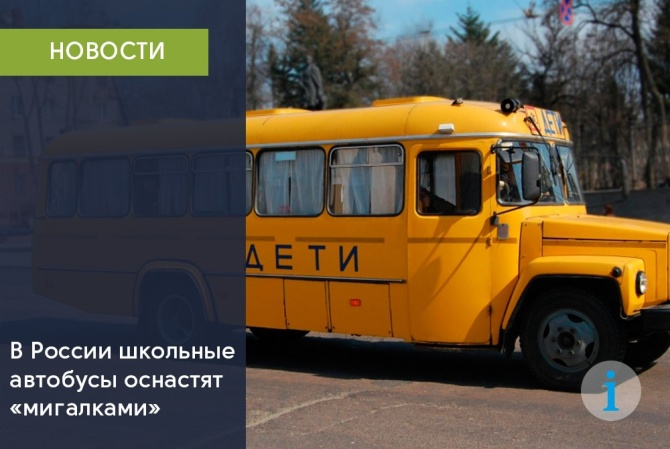 НОВОСТИ
ДЕТИ
ДЕТИ
В России школьные
автобусы оснастят
«мигалками»
i